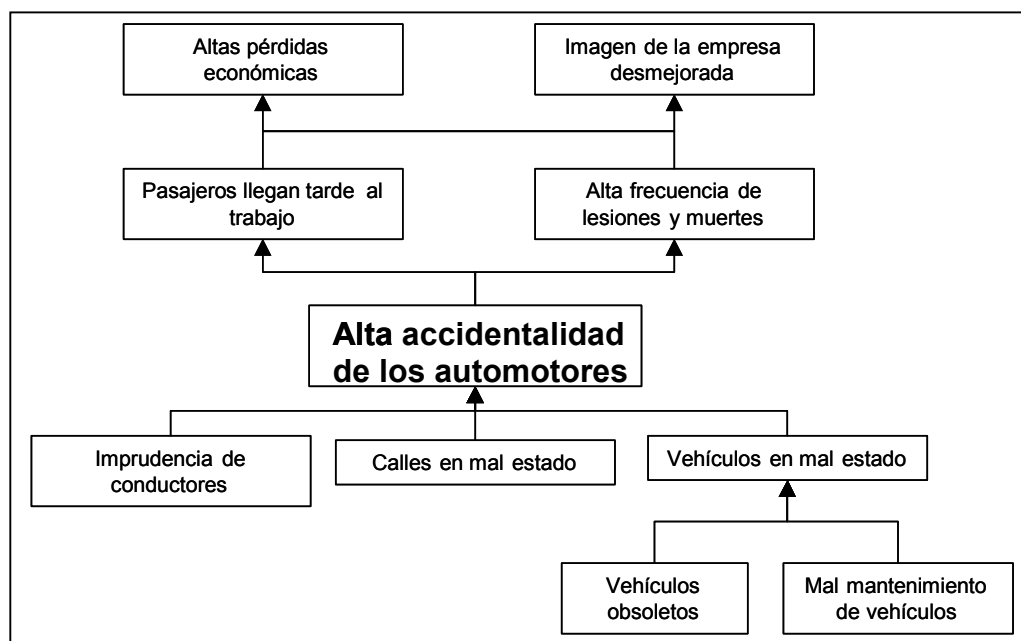 Altas pérdidas
económicas
Imagen de la empresa
desmejorada
Pasajeros llegan tarde al
trabajo
Alta frecuencia de
lesiones y muertes
Alta accidentalidad
de los automotores
Imprudencia de
conductores
Calles en mal estado
Vehículos en mal estado
Vehículos
obsoletos
Mal mantenimiento
de vehículos